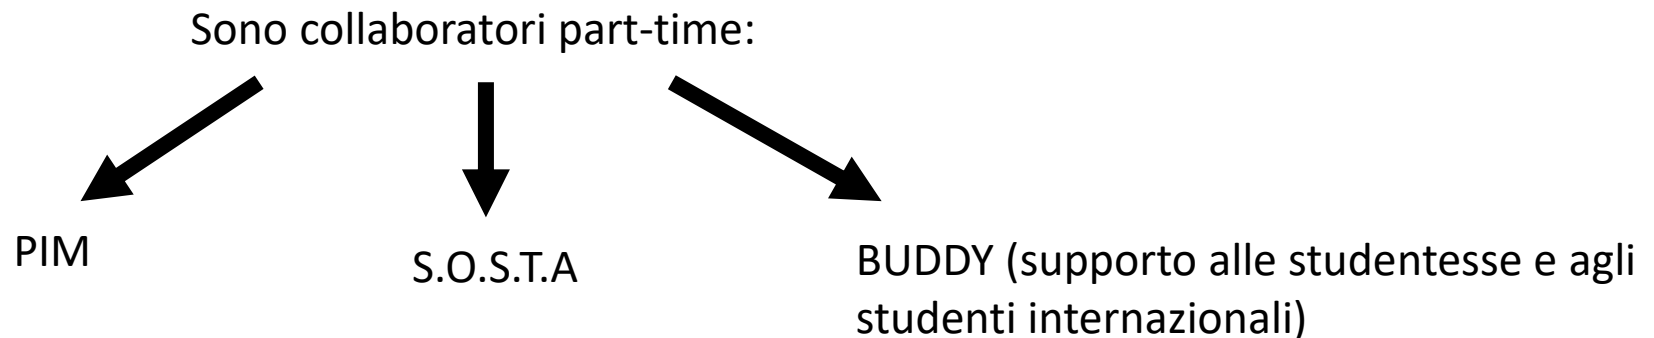 Sono collaboratori part-time:
PIM
S.O.S.T.A
BUDDY (supporto alle studentesse e agli
studenti internazionali)